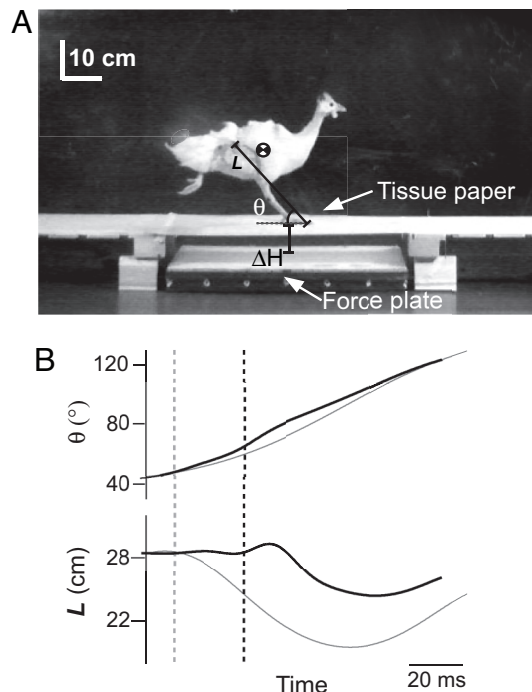 A
10 cm
L
θ
Tissue paper
ΔH
Force plate
B
120
80
40
θ (°)
28
22
L (cm)
Time
20 ms